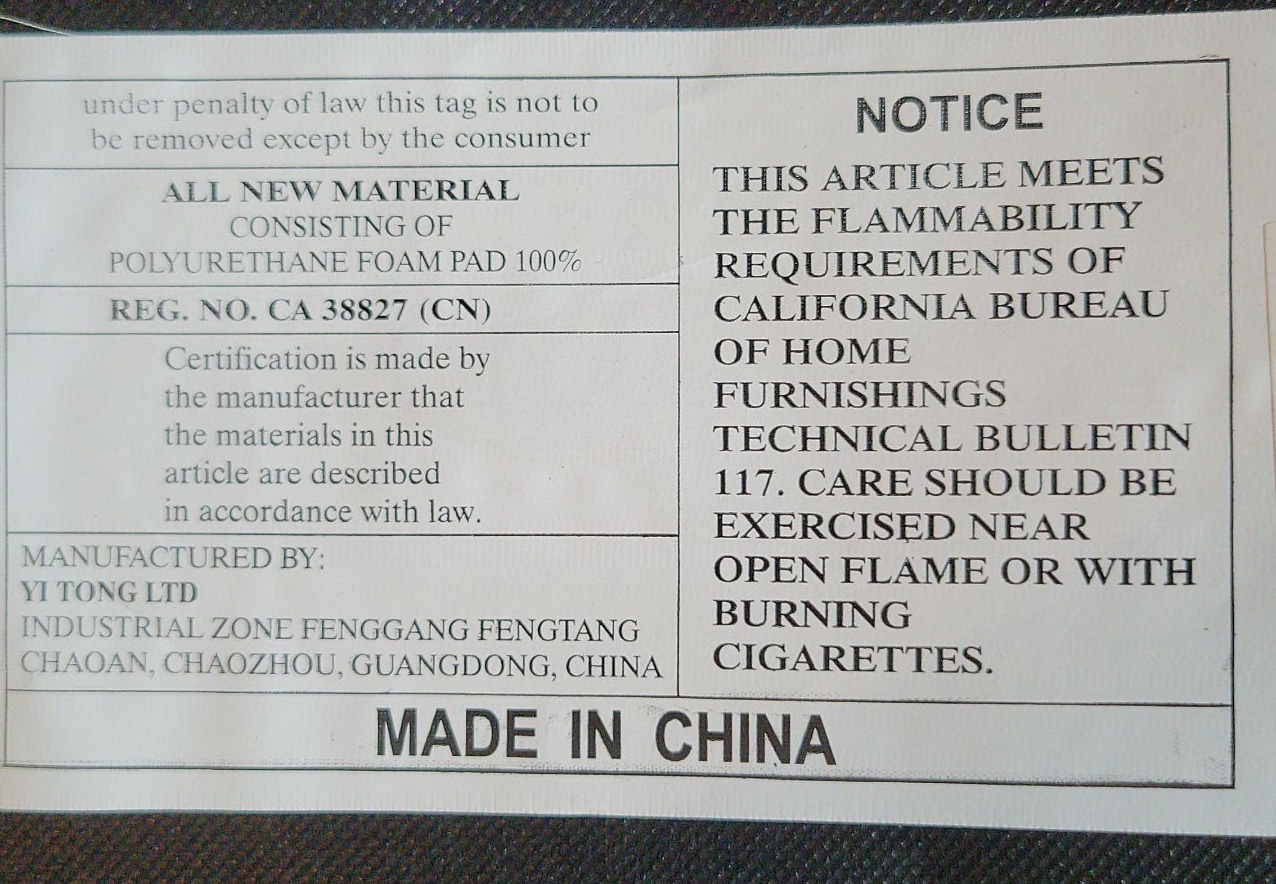 under penalty of law this tag is not to
be removed except by the consumer
ALL NEW MATERIAL
CONSISTING OF
POLYURETHANE FOAM PAD 100%
REG. NO. CA 38827 (CN)
Certification is made by
the manufacturer that
the materials in this
article are described
in accordance with law.
MANUFACTURED BY:
YI TONG LTD
INDUSTRIAL ZONE FENGGANG FENGTANG
CHAOAN, CHAOZHOU, GUANGDONG, CHINA
NOTICE
THIS ARTICLE MEETS
THE FLAMMABILITY
REQUIREMENTS OF
CALIFORNIA BUREAU
OF HOME
FURNISHINGS
TECHNICAL BULLETIN
117. CARE SHOULD BE
EXERCISED NEAR
OPEN FLAME OR WITH
BURNING
CIGARETTES.
MADE IN CHINA